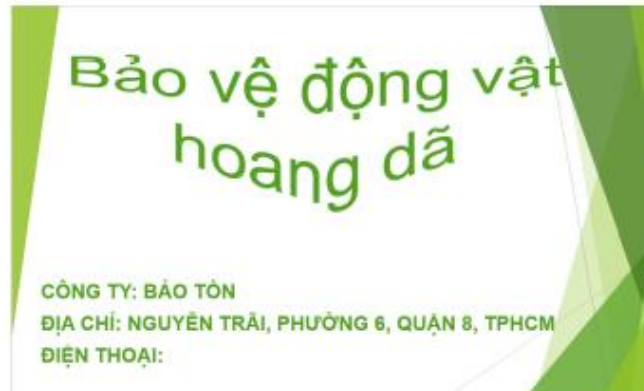 Bảo vệ động vật
hoang dã
CÔNG TY: BẢO TỒN
ĐỊA CHỈ: NGUYỄN TRÃI, PHƯỜNG 6, QUẬN 8, TPHCM
ĐIỆN THOẠI: